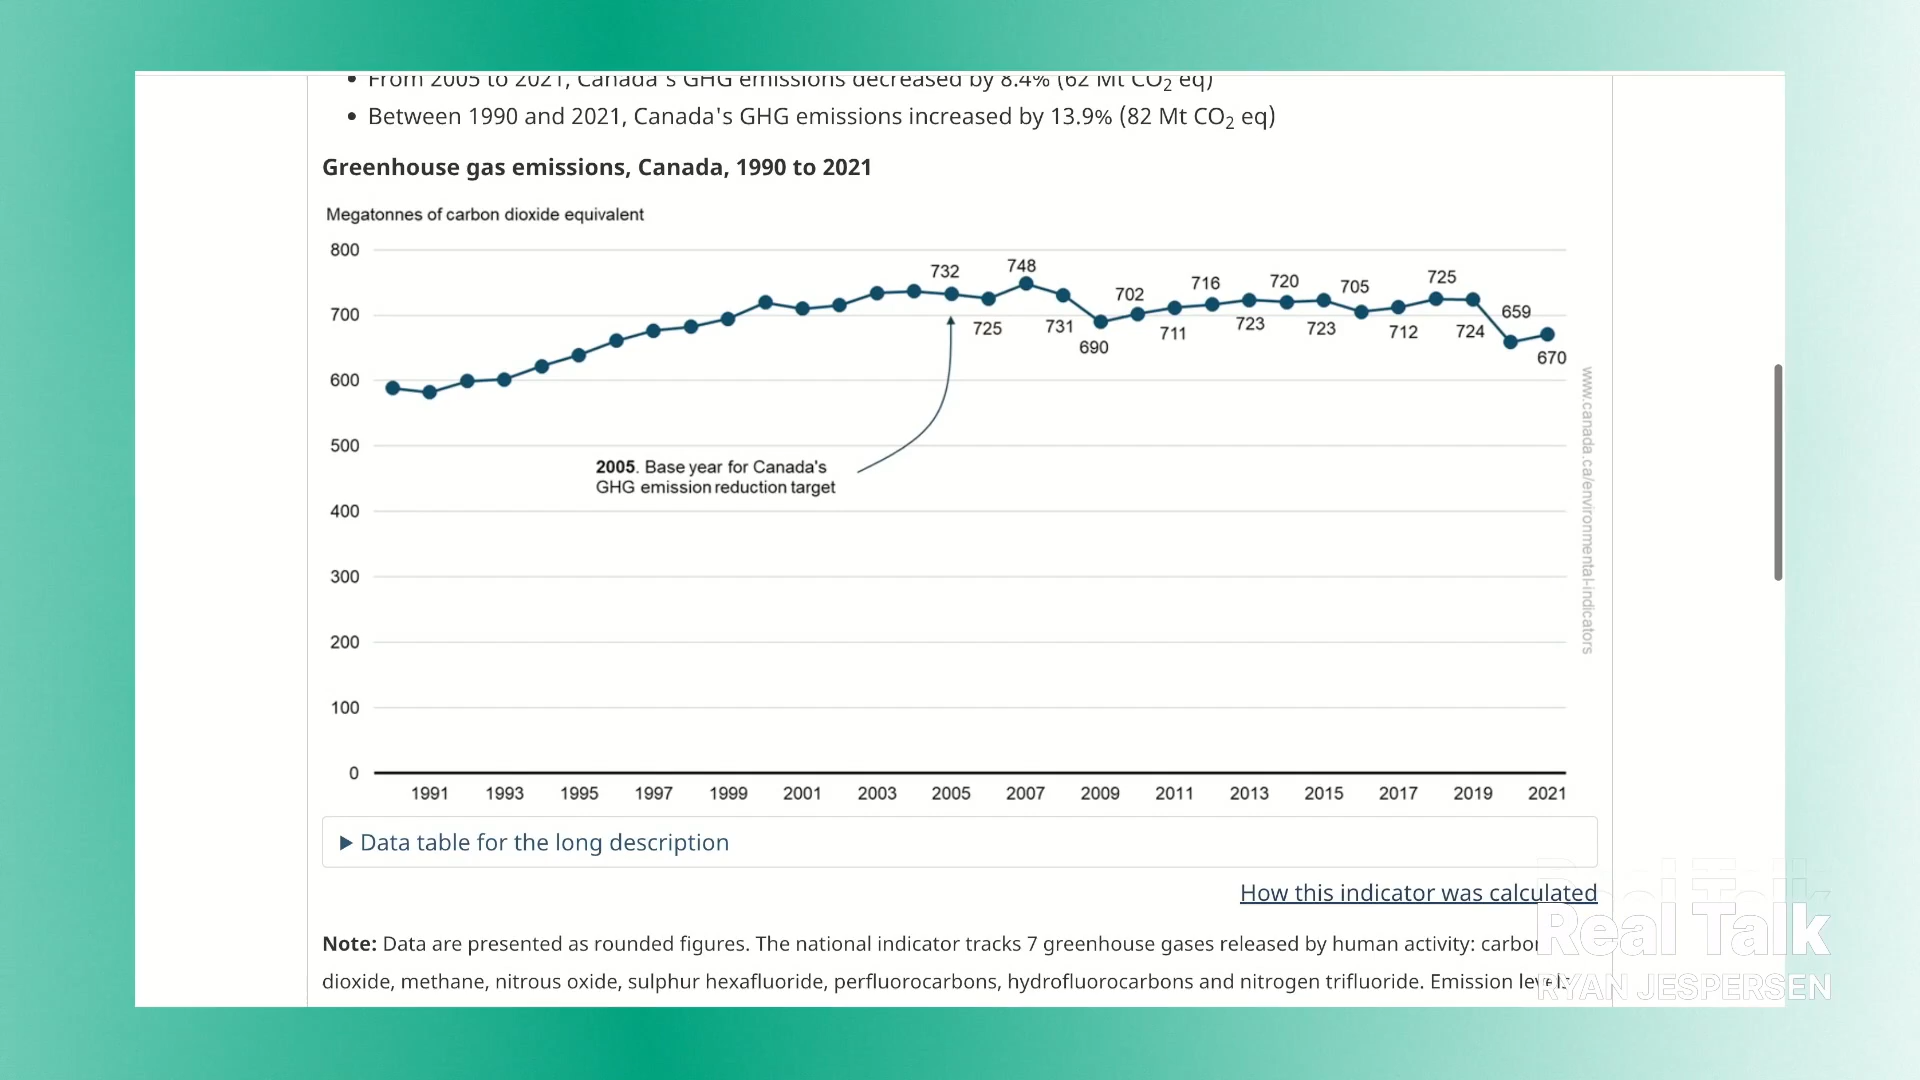 • From 2005 to 2021, Canada's GHG emissions decreased by 8.4% (62 Mt CO₂ eq)
• Between 1990 and 2021, Canada's GHG emissions increased by 13.9% (82 Mt CO₂ eq)
Greenhouse gas emissions, Canada, 1990 to 2021
Megatonnes of carbon dioxide equivalent
800
700
600
500
400
300
200
100
0
732
748
725
731
690
702
711
716
723
720
723
705
712
725
724
659
670
2005. Base year for Canada's
GHG emission reduction target
www.canada.ca/environmental-indicators
1991 1993 1995 1997 1999 2001 2003 2005 2007 2009 2011 2013 2015 2017 2019 2021
Data table for the long description
How this indicator was calculated
Note: Data are presented as rounded figures. The national indicator tracks 7 greenhouse gases released by human activity: carbon
dioxide, methane, nitrous oxide, sulphur hexafluoride, perfluorocarbons, hydrofluorocarbons and nitrogen trifluoride. Emission levels
Real Talk
RYAN JESPERSEN